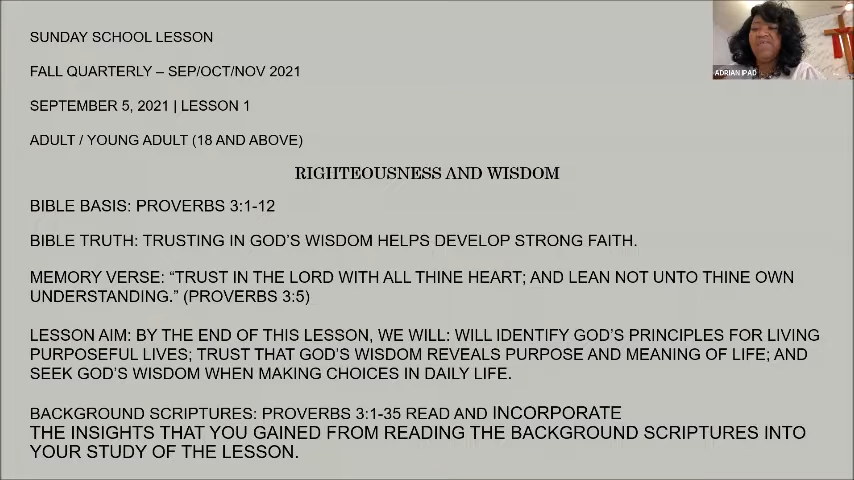 SUNDAY SCHOOL LESSON
FALL QUARTERLY – SEP/OCT/NOV 2021
SEPTEMBER 5, 2021 | LESSON 1
ADULT / YOUNG ADULT (18 AND ABOVE)
RIGHTEOUSNESS AND WISDOM
BIBLE BASIS: PROVERBS 3:1-12
BIBLE TRUTH: TRUSTING IN GOD’S WISDOM HELPS DEVELOP STRONG FAITH.
MEMORY VERSE: “TRUST IN THE LORD WITH ALL THINE HEART; AND LEAN NOT UNTO THINE OWN
UNDERSTANDING.” (PROVERBS 3:5)
LESSON AIM: BY THE END OF THIS LESSON, WE WILL: WILL IDENTIFY GOD’S PRINCIPLES FOR LIVING
PURPOSEFUL LIVES; TRUST THAT GOD’S WISDOM REVEALS PURPOSE AND MEANING OF LIFE; AND
SEEK GOD’S WISDOM WHEN MAKING CHOICES IN DAILY LIFE.
BACKGROUND SCRIPTURES: PROVERBS 3:1-35 READ AND INCORPORATE
THE INSIGHTS THAT YOU GAINED FROM READING THE BACKGROUND SCRIPTURES INTO
YOUR STUDY OF THE LESSON.
ADRIAN IPAD